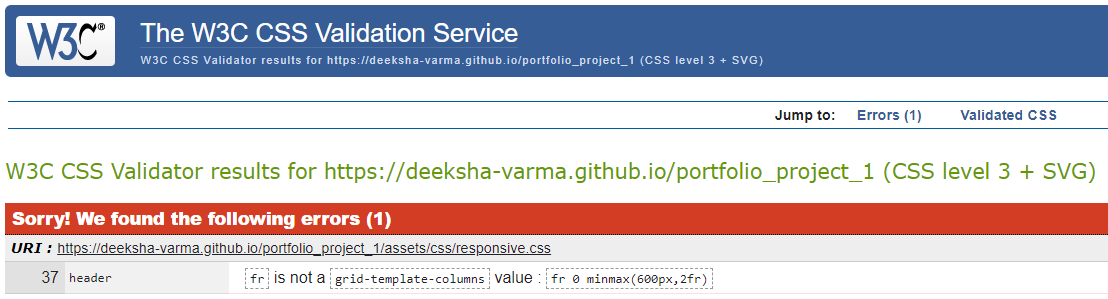 W3C®
The W3C CSS Validation Service
W3C CSS Validator results for https://deeksha-varma.github.io/portfolio_project_1 (CSS level 3 + SVG)
Jump to: Errors (1) Validated CSS
W3C CSS Validator results for https://deeksha-varma.github.io/portfolio_project_1 (CSS level 3 + SVG)
Sorry! We found the following errors (1)
URI : https://deeksha-varma.github.io/portfolio_project_1/assets/css/responsive.css
37 header fr is not a grid-template-columns value : fr 0 minmax(600px,2fr)